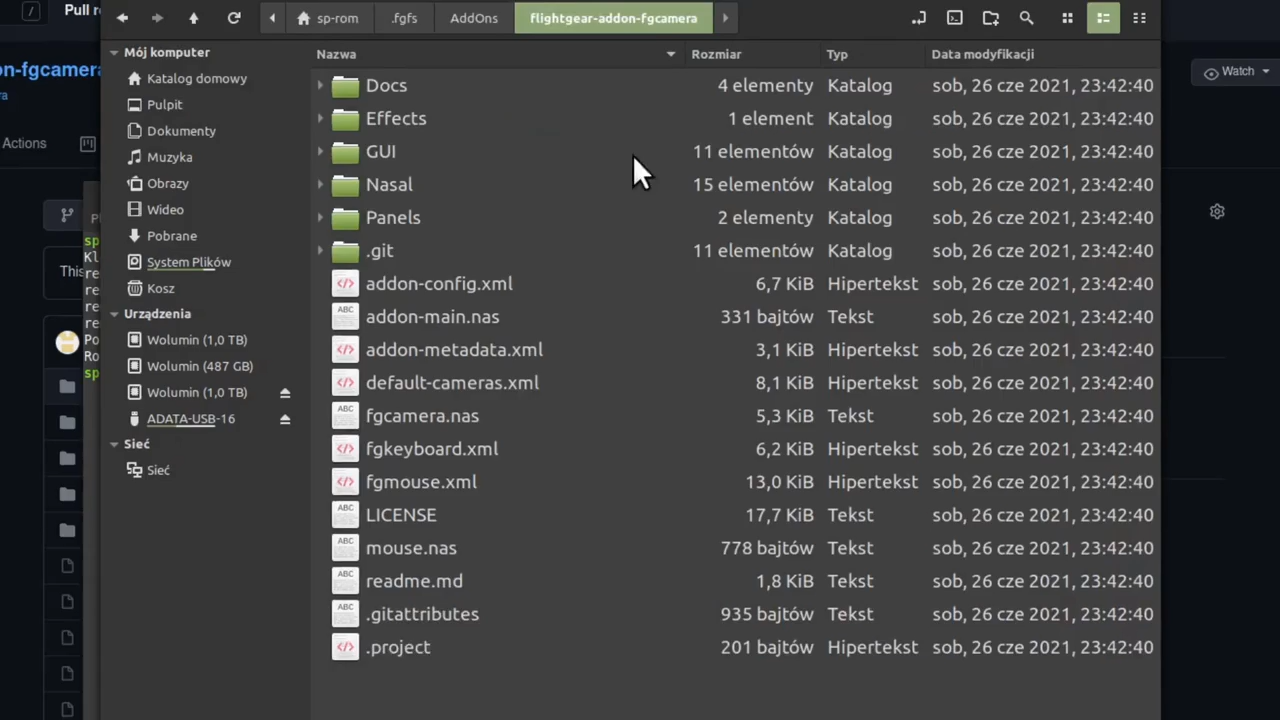 /
Pull r
sp-rom
.fgfs
AddOns
flightgear-addon-fgcamera
on-fgcamera
Watch
ra
Actions
Mój komputer
Katalog domowy
Pulpit
Dokumenty
Muzyka
Obrazy
Wideo
Pobrane
System Plików
Kosz
Urządzenia
Wolumin (1,0 TB)
Wolumin (487 GB)
Wolumin (1,0 TB)
ADATA-USB-16
Sieć
Sieć
Nazwa Rozmiar Typ Data modyfikacji
Docs 4 elementy Katalog sob, 26 cze 2021, 23:42:40
Effects 1 element Katalog sob, 26 cze 2021, 23:42:40
GUI 11 elementów Katalog sob, 26 cze 2021, 23:42:40
Nasal 15 elementów Katalog sob, 26 cze 2021, 23:42:40
Panels 2 elementy Katalog sob, 26 cze 2021, 23:42:40
.git 11 elementów Katalog sob, 26 cze 2021, 23:42:40
addon-config.xml 6,7 KiB Hipertekst sob, 26 cze 2021, 23:42:40
addon-main.nas 331 bajtów Tekst sob, 26 cze 2021, 23:42:40
addon-metadata.xml 3,1 KiB Hipertekst sob, 26 cze 2021, 23:42:40
default-cameras.xml 8,1 KiB Hipertekst sob, 26 cze 2021, 23:42:40
fgcamera.nas 5,3 KiB Tekst sob, 26 cze 2021, 23:42:40
fgkeyboard.xml 6,2 KiB Hipertekst sob, 26 cze 2021, 23:42:40
fgmouse.xml 13,0 KiB Hipertekst sob, 26 cze 2021, 23:42:40
LICENSE 17,7 KiB Tekst sob, 26 cze 2021, 23:42:40
mouse.nas 778 bajtów Tekst sob, 26 cze 2021, 23:42:40
readme.md 1,8 KiB Tekst sob, 26 cze 2021, 23:42:40
.gitattributes 935 bajtów Tekst sob, 26 cze 2021, 23:42:40
.project 201 bajtów Hipertekst sob, 26 cze 2021, 23:42:40
Pl
This
sp
Kl
re
re
re
re
Po
Ro
sp